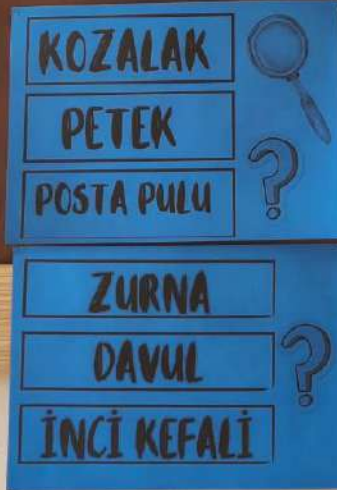 KOZALAK
PETEK
POSTA PULU
?
ZURNA
DAVUL
İNCİ KEFALİ
?